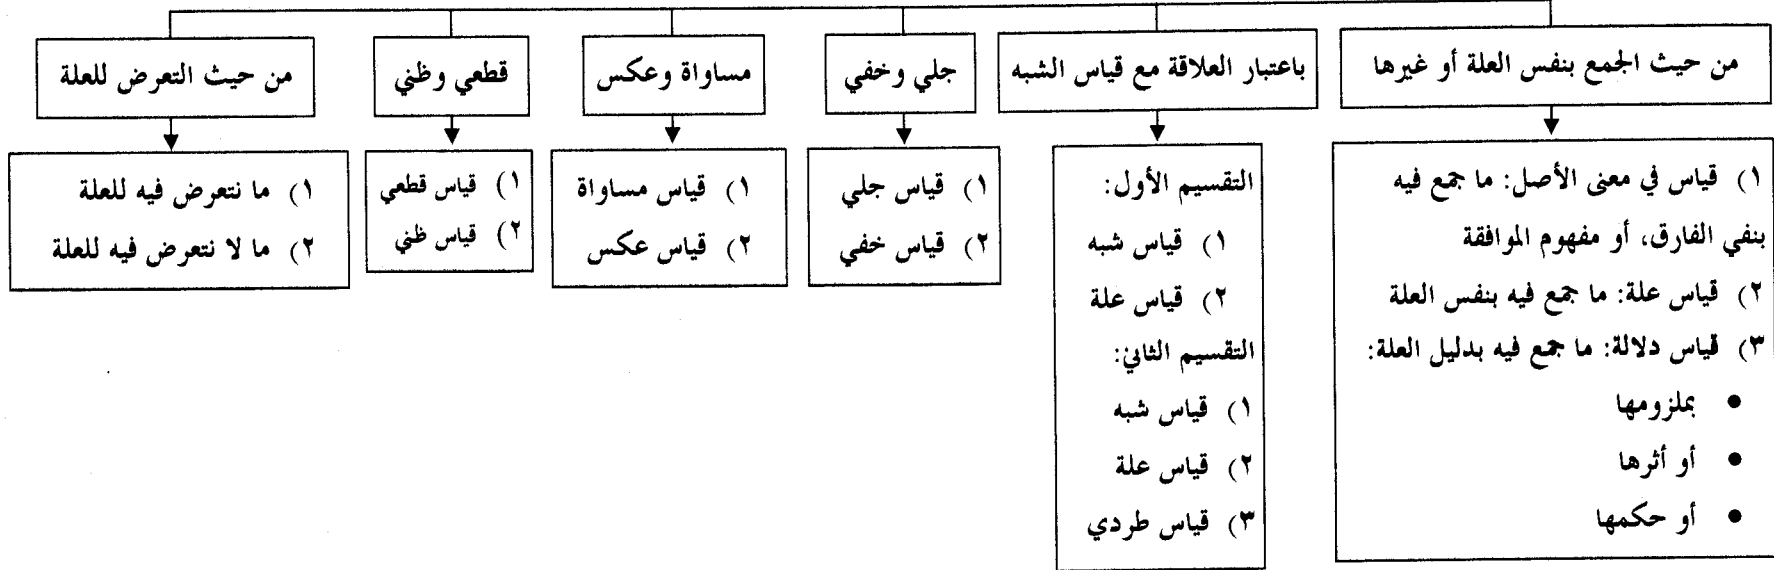 من حيث الجمع بنفس العلة أو غيرها
١) قياس في معنى الأصل: ما جمع فيه
بنفي الفارق، أو مفهوم الموافقة
٢) قياس علة: ما جمع فيه بنفس العلة
٣) قياس دلالة: ما جمع فيه بدليل العلة:
• بملزومها
• أو أثرها
• أو حكمها
باعتبار العلاقة مع قياس الشبه
التقسيم الأول:
١) قياس شبه
٢) قياس علة
التقسيم الثاني:
١) قياس شبه
٢) قياس علة
٣) قياس طردي
جلي وخفي
١) قياس جلي
٢) قياس خفي
مساواة وعكس
١) قياس مساواة
٢) قياس عكس
قطعي وظني
١) قياس قطعي
٢) قياس ظني
من حيث التعرض للعلة
١) ما نتعرض فيه للعلة
٢) ما لا نتعرض فيه للعلة